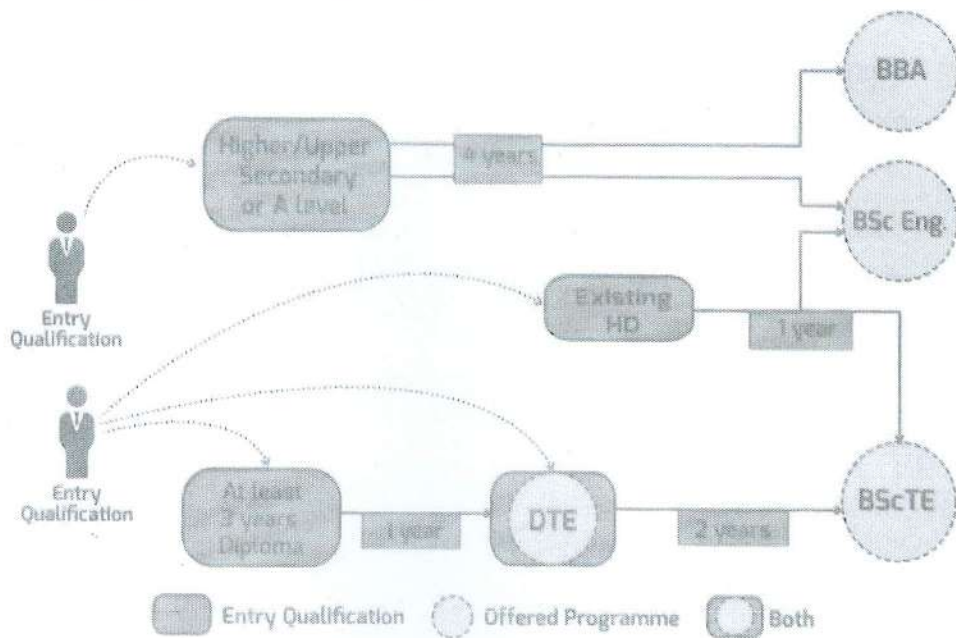 BBA
Higher/Upper
Secondary
or A Level
4 years
BSc Eng.
Entry
Qualification
Existing
HD
1 year
Entry
Qualification
At least
3 years
Diploma
1 year
DTE
2 years
BScTE
Entry Qualification
Offered Programme
Both